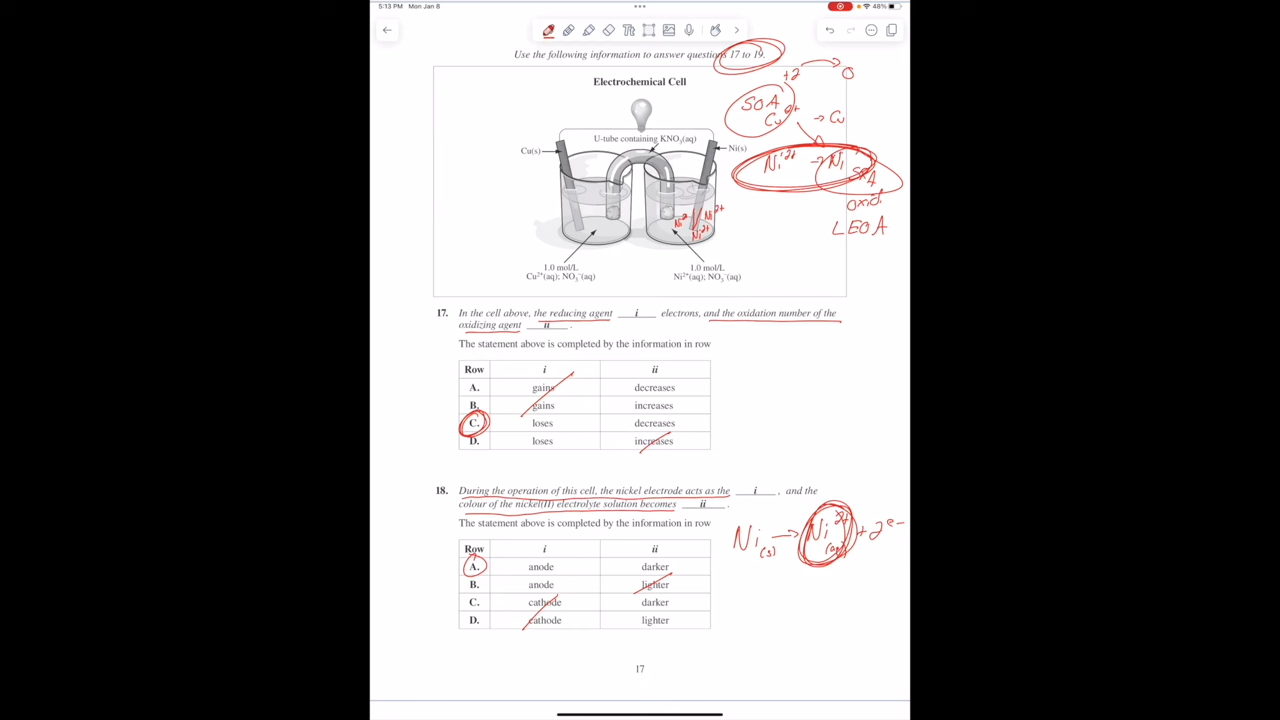 5:13 PM Mon Jan 8
48%
Use the following information to answer questions 17 to 19.
Electrochemical Cell
U-tube containing KNO₃(aq)
Cu(s)
Ni(s)
1.0 mol/L
Cu²⁺(aq); NO₃⁻(aq)
1.0 mol/L
Ni²⁺(aq); NO₃⁻(aq)
Ni²⁺
Ni²⁺
+2 → 0
SOA
Cu²⁺ → Cu
Ni²⁺ → Ni
SRA
oxid.
LEOA
17. In the cell above, the reducing agent i electrons, and the oxidation number of the
oxidizing agent ii .
The statement above is completed by the information in row
Row i ii
A. gains decreases
B. gains increases
C. loses decreases
D. loses increases
18. During the operation of this cell, the nickel electrode acts as the i , and the
colour of the nickel(II) electrolyte solution becomes ii .
The statement above is completed by the information in row
Row i ii
A. anode darker
B. anode lighter
C. cathode darker
D. cathode lighter
Ni(s) → Ni²⁺(aq) + 2e-
17